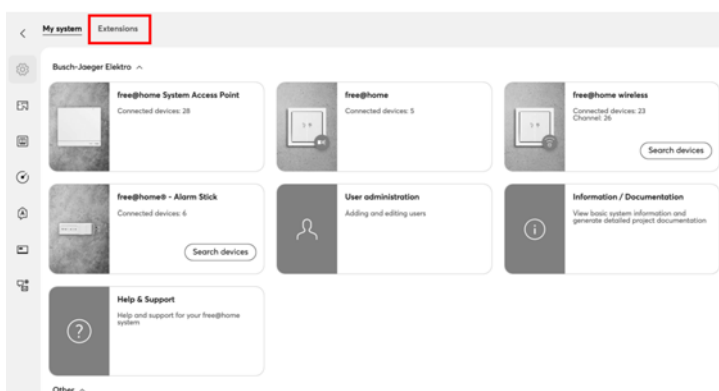 My system Extensions
Busch-Jaeger Elektro
free@home System Access Point
Connected devices: 28
free@home
Connected devices: 5
free@home wireless
Connected devices: 23
Channel: 26
Search devices
free@home® - Alarm Stick
Connected devices: 6
Search devices
User administration
Adding and editing users
Information / Documentation
View basic system information and
generate detailed project documentation
Help & Support
Help and support for your free@home
system
Other